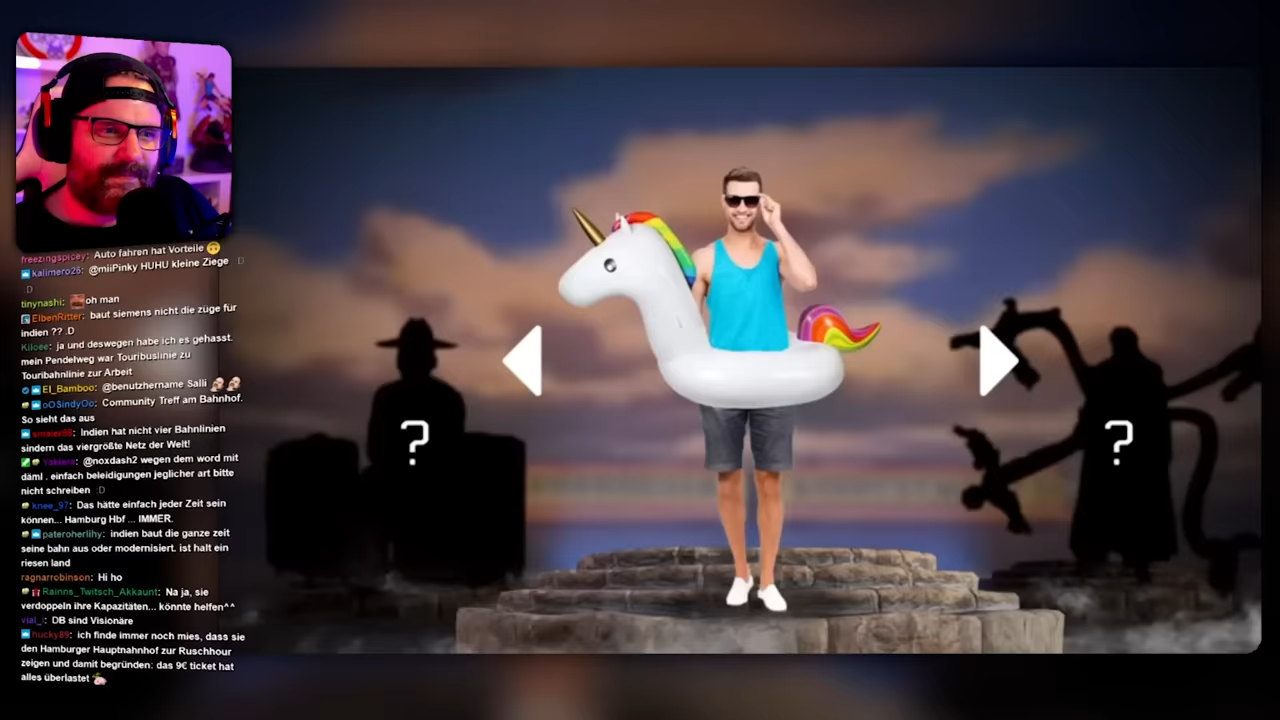 freezingspicey: Auto fahren hat Vorteile
kalimero26: @miiPinky HUHU kleine Ziege :D
:D
tinynashi: oh man
ElbenRitter: baut siemens nicht die züge für
indien ?? .D
Kiloee: ja und deswegen habe ich es gehasst.
mein Pendelweg war Touribuslinie zu
Touribahnlinie zur Arbeit
El_Bamboo: @benutzhername Salli
oOSindyOo: Community Treff am Bahnhof.
So sieht das aus
Indien hat nicht vier Bahnlinien
sindern das viergrößte Netz der Welt!
@noxdash2 wegen dem word mit
däml . einfach beleidigungen jeglicher art bitte
nicht schreiben :D
knee_97: Das hätte einfach jeder Zeit sein
können... Hamburg Hbf ... IMMER.
pateroherlihy: indien baut die ganze zeit
seine bahn aus oder modernisiert. ist halt ein
riesen land
ragnarrobinson: Hi ho
Rainns_Twitsch_Akkaunt: Na ja, sie
verdoppeln ihre Kapazitäten... könnte helfen^^
vial_i: DB sind Visionäre
hucky89: ich finde immer noch mies, dass sie
den Hamburger Hauptnahnhof zur Ruschhour
zeigen und damit begründen: das 9€ ticket hat
alles überlastet
?
?